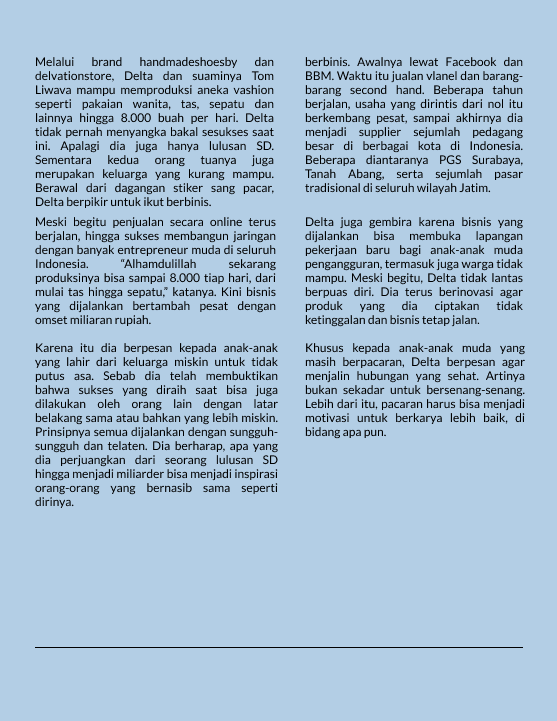 Melalui brand handmadeshoesby dan
delvationstore, Delta dan suaminya Tom
Liwava mampu memproduksi aneka vashion
seperti pakaian wanita, tas, sepatu dan
lainnya hingga 8.000 buah per hari. Delta
tidak pernah menyangka bakal sesukses saat
ini. Apalagi dia juga hanya lulusan SD.
Sementara kedua orang tuanya juga
merupakan keluarga yang kurang mampu.
Berawal dari dagangan stiker sang pacar,
Delta berpikir untuk ikut berbinis.
berbinis. Awalnya lewat Facebook dan
BBM. Waktu itu jualan vlanel dan barang-
barang second hand. Beberapa tahun
berjalan, usaha yang dirintis dari nol itu
berkembang pesat, sampai akhirnya dia
menjadi supplier sejumlah pedagang
besar di berbagai kota di Indonesia.
Beberapa diantaranya PGS Surabaya,
Tanah Abang, serta sejumlah pasar
tradisional di seluruh wilayah Jatim.
Meski begitu penjualan secara online terus
berjalan, hingga sukses membangun jaringan
dengan banyak entrepreneur muda di seluruh
Indonesia. “Alhamdulillah sekarang
produksinya bisa sampai 8.000 tiap hari, dari
mulai tas hingga sepatu,” katanya. Kini bisnis
yang dijalankan bertambah pesat dengan
omset miliaran rupiah.
Delta juga gembira karena bisnis yang
dijalankan bisa membuka lapangan
pekerjaan baru bagi anak-anak muda
pengangguran, termasuk juga warga tidak
mampu. Meski begitu, Delta tidak lantas
berpuas diri. Dia terus berinovasi agar
produk yang dia ciptakan tidak
ketinggalan dan bisnis tetap jalan.
Karena itu dia berpesan kepada anak-anak
yang lahir dari keluarga miskin untuk tidak
putus asa. Sebab dia telah membuktikan
bahwa sukses yang diraih saat bisa juga
dilakukan oleh orang lain dengan latar
belakang sama atau bahkan yang lebih miskin.
Prinsipnya semua dijalankan dengan sungguh-
sungguh dan telaten. Dia berharap, apa yang
dia perjuangkan dari seorang lulusan SD
hingga menjadi miliarder bisa menjadi inspirasi
orang-orang yang bernasib sama seperti
dirinya.
Khusus kepada anak-anak muda yang
masih berpacaran, Delta berpesan agar
menjalin hubungan yang sehat. Artinya
bukan sekadar untuk bersenang-senang.
Lebih dari itu, pacaran harus bisa menjadi
motivasi untuk berkarya lebih baik, di
bidang apa pun.